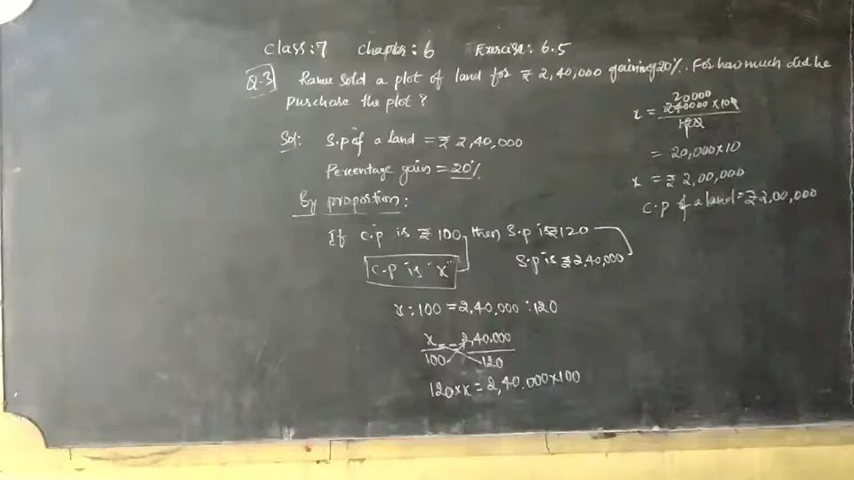 Class:7 Chapter: 6 Exercise: 6.5
Q.3 Ramu sold a plot of land for ₹ 2,40,000 gaining 20%. For how much did he
purchase the plot ?
Sol: S.p of a land = ₹ 2,40,000
Percentage gain = 20%
By proportion:
If C.p is ₹ 100, then S.p is ₹120
C.p is "x" S.p is ₹ 2,40,000
x : 100 = 2,40,000 : 120
x/100 = 2,40,000/120
120×x = 2,40,000×100
20000
x = 240000 × 100/120
= 20,000×10
x = ₹ 2,00,000
C.p of a land = ₹ 2,00,000